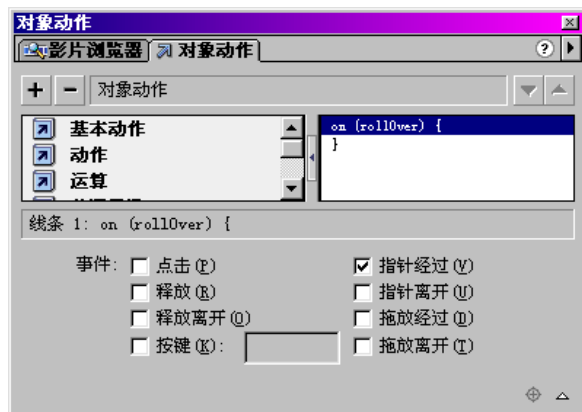 对象动作
影片浏览器 对象动作 ?
+ - 对象动作
基本动作
动作
运算
on (rollOver) {
}
线条 1: on (rollOver) {
事件: 点击(P) 指针经过(V)
释放(R) 指针离开(U)
释放离开(O) 拖放经过(D)
按键(K): 拖放离开(T)